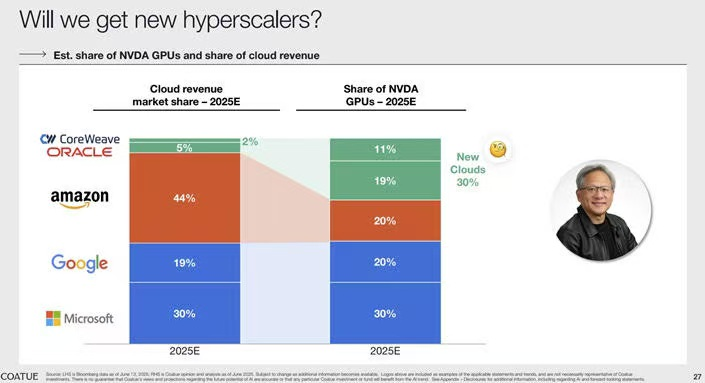 Will we get new hyperscalers?
Est. share of NVDA GPUs and share of cloud revenue
Cloud revenue
market share – 2025E
Share of NVDA
GPUs – 2025E
CW CoreWeave
ORACLE
amazon
Google
Microsoft
2%
5%
44%
19%
30%
11%
19%
20%
20%
30%
New
Clouds
30%
2025E
2025E
COATUE
Source: LHS is Bloomberg data as of June 13, 2025; RHS is Coatue opinion and analysis as of June 2025. Subject to change as additional information becomes available. Logos above are included as examples of the applicable statements and trends, and are not necessarily representative of Coatue
investments. There is no guarantee that Coatue's views and projections regarding the future potential of AI are accurate or that any particular Coatue investment or fund will benefit from the AI trend. See Appendix – Disclosures for additional information, including regarding AI and forward-looking statements.
27